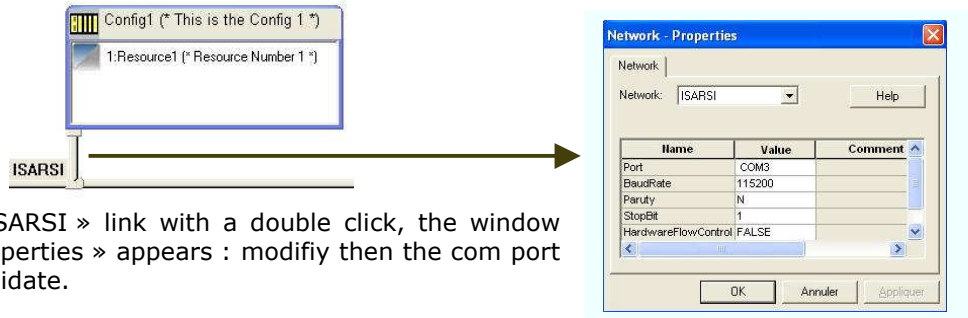 Config1 (* This is the Config 1 *)
1:Resource1 (* Resource Number 1 *)
ISARSI
SARSI » link with a double click, the window
perties » appears : modifiy then the com port
idate.
Network - Properties
Network
Network: ISARSI Help
Name Value Comment
Port COM3
BaudRate 115200
Paruty N
StopBit 1
HardwareFlowControl FALSE
OK Annuler Appliquer